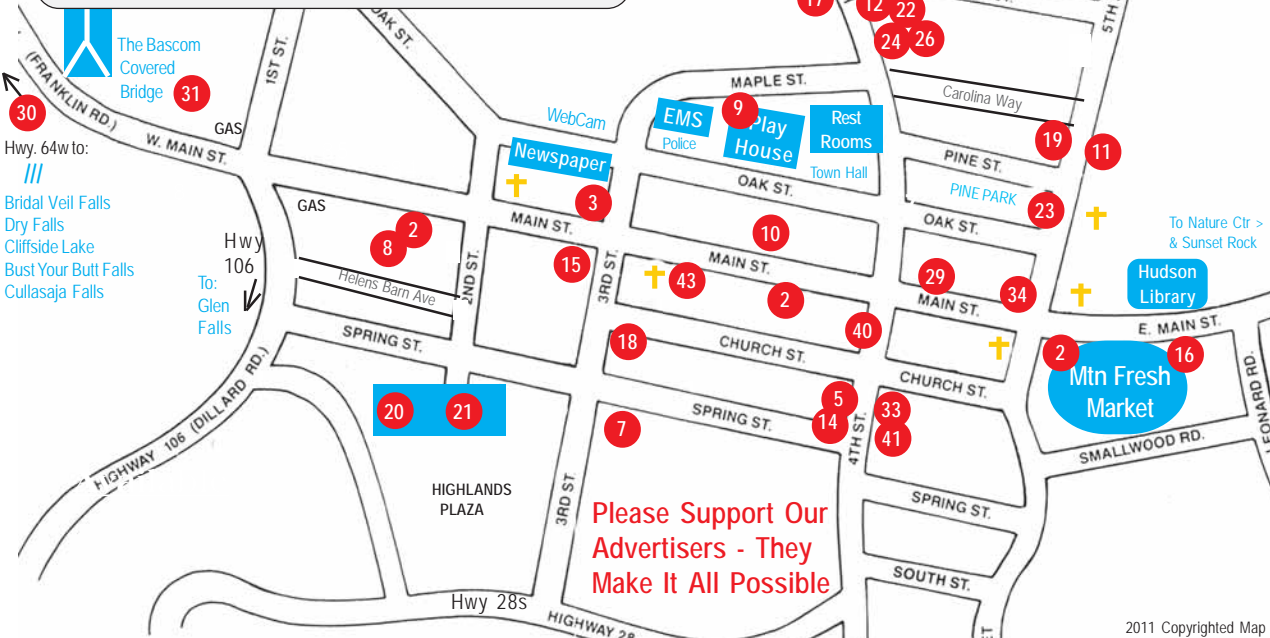 17
12
22
24
26
5TH
OAK ST.
1ST ST.
The Bascom
Covered
Bridge
31
(FRANKLIN RD.)
30
GAS
W. MAIN ST.
Hwy. 64w to:
///
Bridal Veil Falls
Dry Falls
Cliffside Lake
Bust Your Butt Falls
Cullasaja Falls
MAPLE ST.
Carolina Way
WebCam
EMS
Police
9
Play
House
Rest
Rooms
Town Hall
Newspaper
3
19
11
PINE ST.
PINE PARK
23
OAK ST.
OAK ST.
GAS
2
8
MAIN ST.
10
To Nature Ctr >
& Sunset Rock
Hwy
106
To:
Glen
Falls
Helens Barn Ave
2ND ST.
15
3RD ST.
43
MAIN ST.
2
29
MAIN ST.
34
Hudson
Library
E. MAIN ST.
SPRING ST.
18
CHURCH ST.
40
2
16
Mtn Fresh
Market
LEONARD RD.
HIGHWAY 106 (DILLARD RD.)
20
21
7
SPRING ST.
5
14
4TH ST.
33
41
CHURCH ST.
SMALLWOOD RD.
HIGHLANDS
PLAZA
3RD ST.
Please Support Our
Advertisers - They
Make It All Possible
SPRING ST.
SOUTH ST.
Hwy 28s
HIGHWAY 28
2011 Copyrighted Map